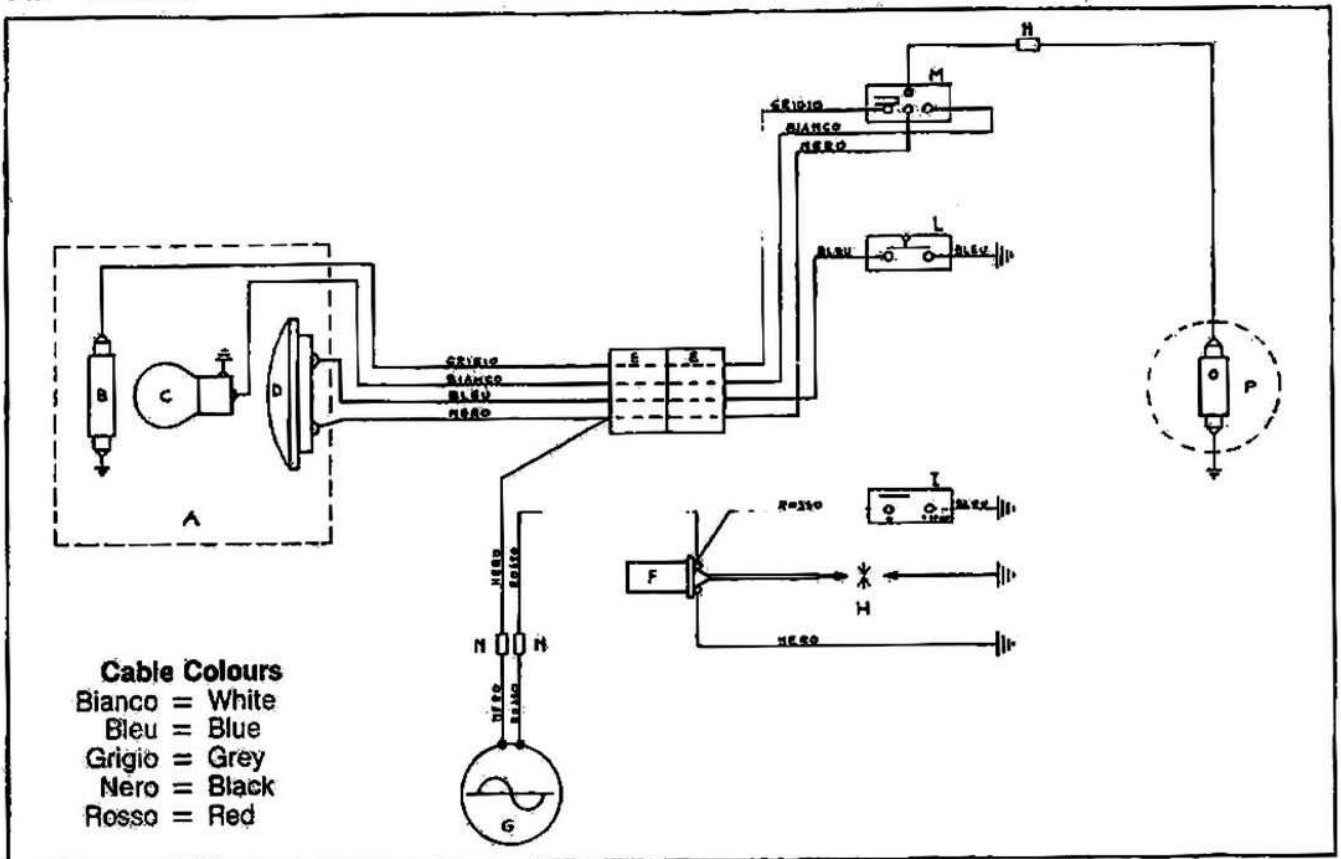 N
M
GRIGIO
BIANCO
NERO
L
BLEU
BLEU
B
C
D
A
GRIGIO
BIANCO
BLEU
NERO
E
E
O
P
I
ROSSO
BLEU
NERO
ROSSO
F
H
N
N
NERO
NERO
ROSSO
G
Cable Colours
Bianco = White
Bleu = Blue
Grigio = Grey
Nero = Black
Rosso = Red